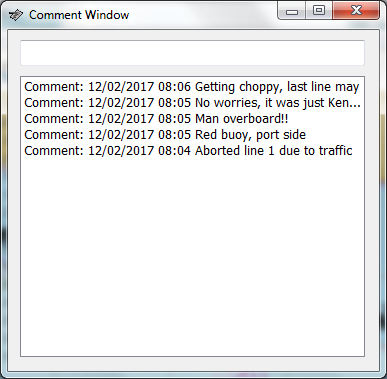 Comment Window
Comment: 12/02/2017 08:06 Getting choppy, last line may
Comment: 12/02/2017 08:05 No worries, it was just Ken...
Comment: 12/02/2017 08:05 Man overboard!!
Comment: 12/02/2017 08:05 Red buoy, port side
Comment: 12/02/2017 08:04 Aborted line 1 due to traffic